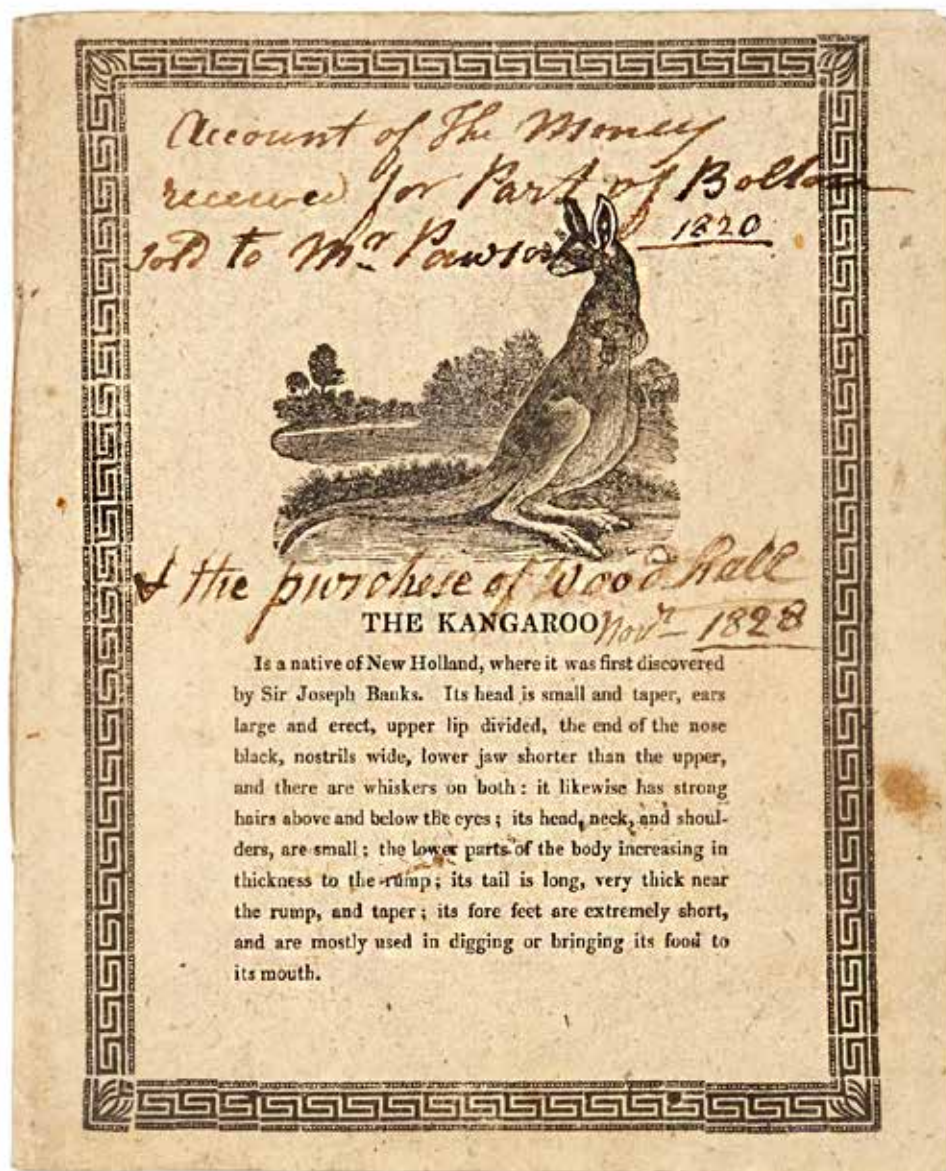 Account of The Money
received for Part of Bolton
sold to Mr Pawson 1820
& the purchese of Wood hall
THE KANGAROO Novr 1828
Is a native of New Holland, where it was first discovered
by Sir Joseph Banks. Its head is small and taper, ears
large and erect, upper lip divided, the end of the nose
black, nostrils wide, lower jaw shorter than the upper,
and there are whiskers on both : it likewise has strong
hairs above and below the eyes ; its head, neck, and shoul-
ders, are small ; the lower parts of the body increasing in
thickness to the rump ; its tail is long, very thick near
the rump, and taper ; its fore feet are extremely short,
and are mostly used in digging or bringing its food to
its mouth.